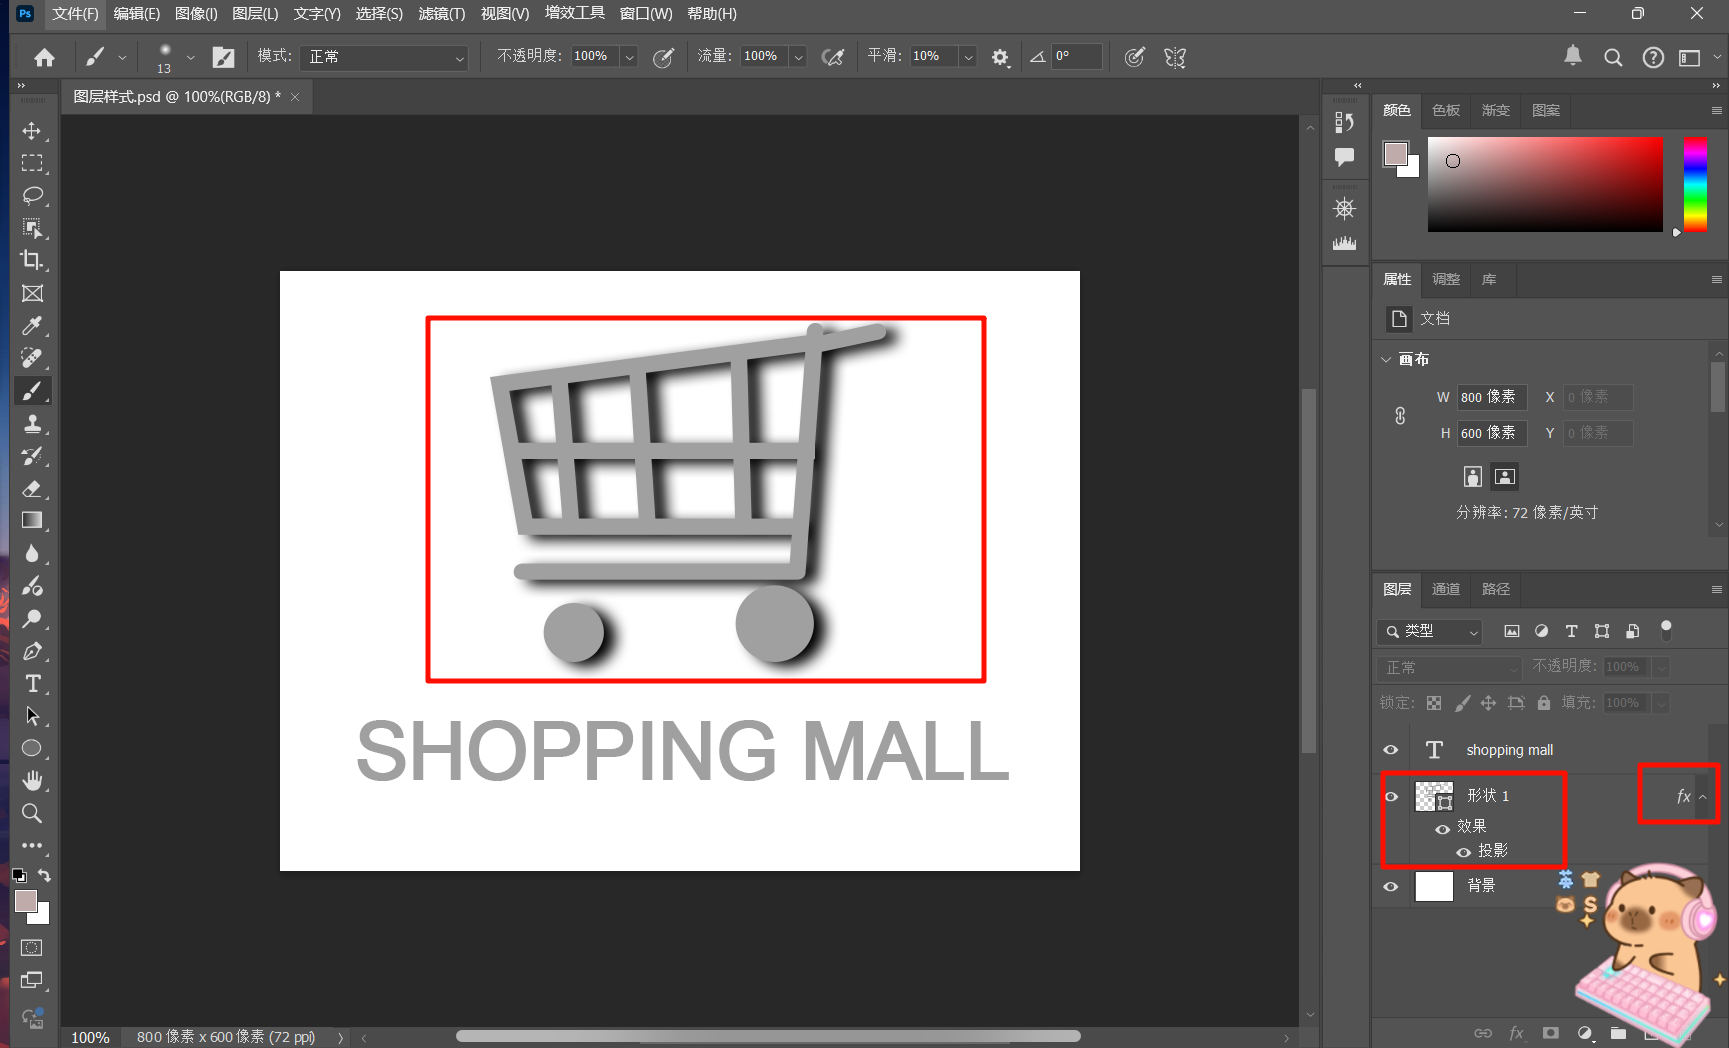 Ps 文件(F) 编辑(E) 图像(I) 图层(L) 文字(Y) 选择(S) 滤镜(T) 视图(V) 增效工具 窗口(W) 帮助(H)
13 模式: 正常 不透明度: 100% 流量: 100% 平滑: 10% 0°
图层样式.psd @ 100%(RGB/8) * ×
颜色 色板 渐变 图案
属性 调整 库
文档
画布
W 800 像素 X 0 像素
H 600 像素 Y 0 像素
分辨率: 72 像素/英寸
SHOPPING MALL
图层 通道 路径
类型
正常 不透明度: 100%
锁定: 填充: 100%
T shopping mall
形状 1 fx
效果
投影
背景
英
S
fx
100% 800 像素 x 600 像素 (72 ppi)